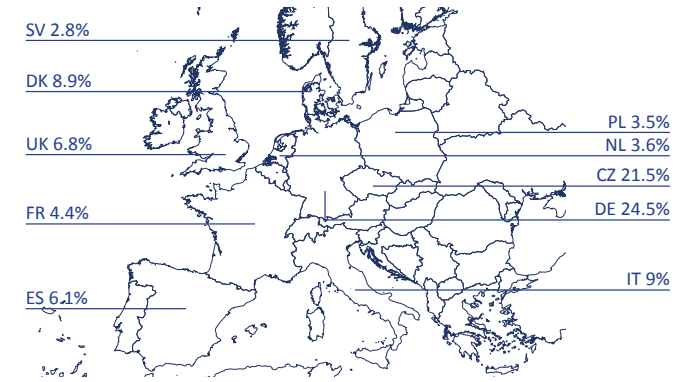 SV 2.8%
DK 8.9%
UK 6.8%
FR 4.4%
ES 6.1%
PL 3.5%
NL 3.6%
CZ 21.5%
DE 24.5%
IT 9%